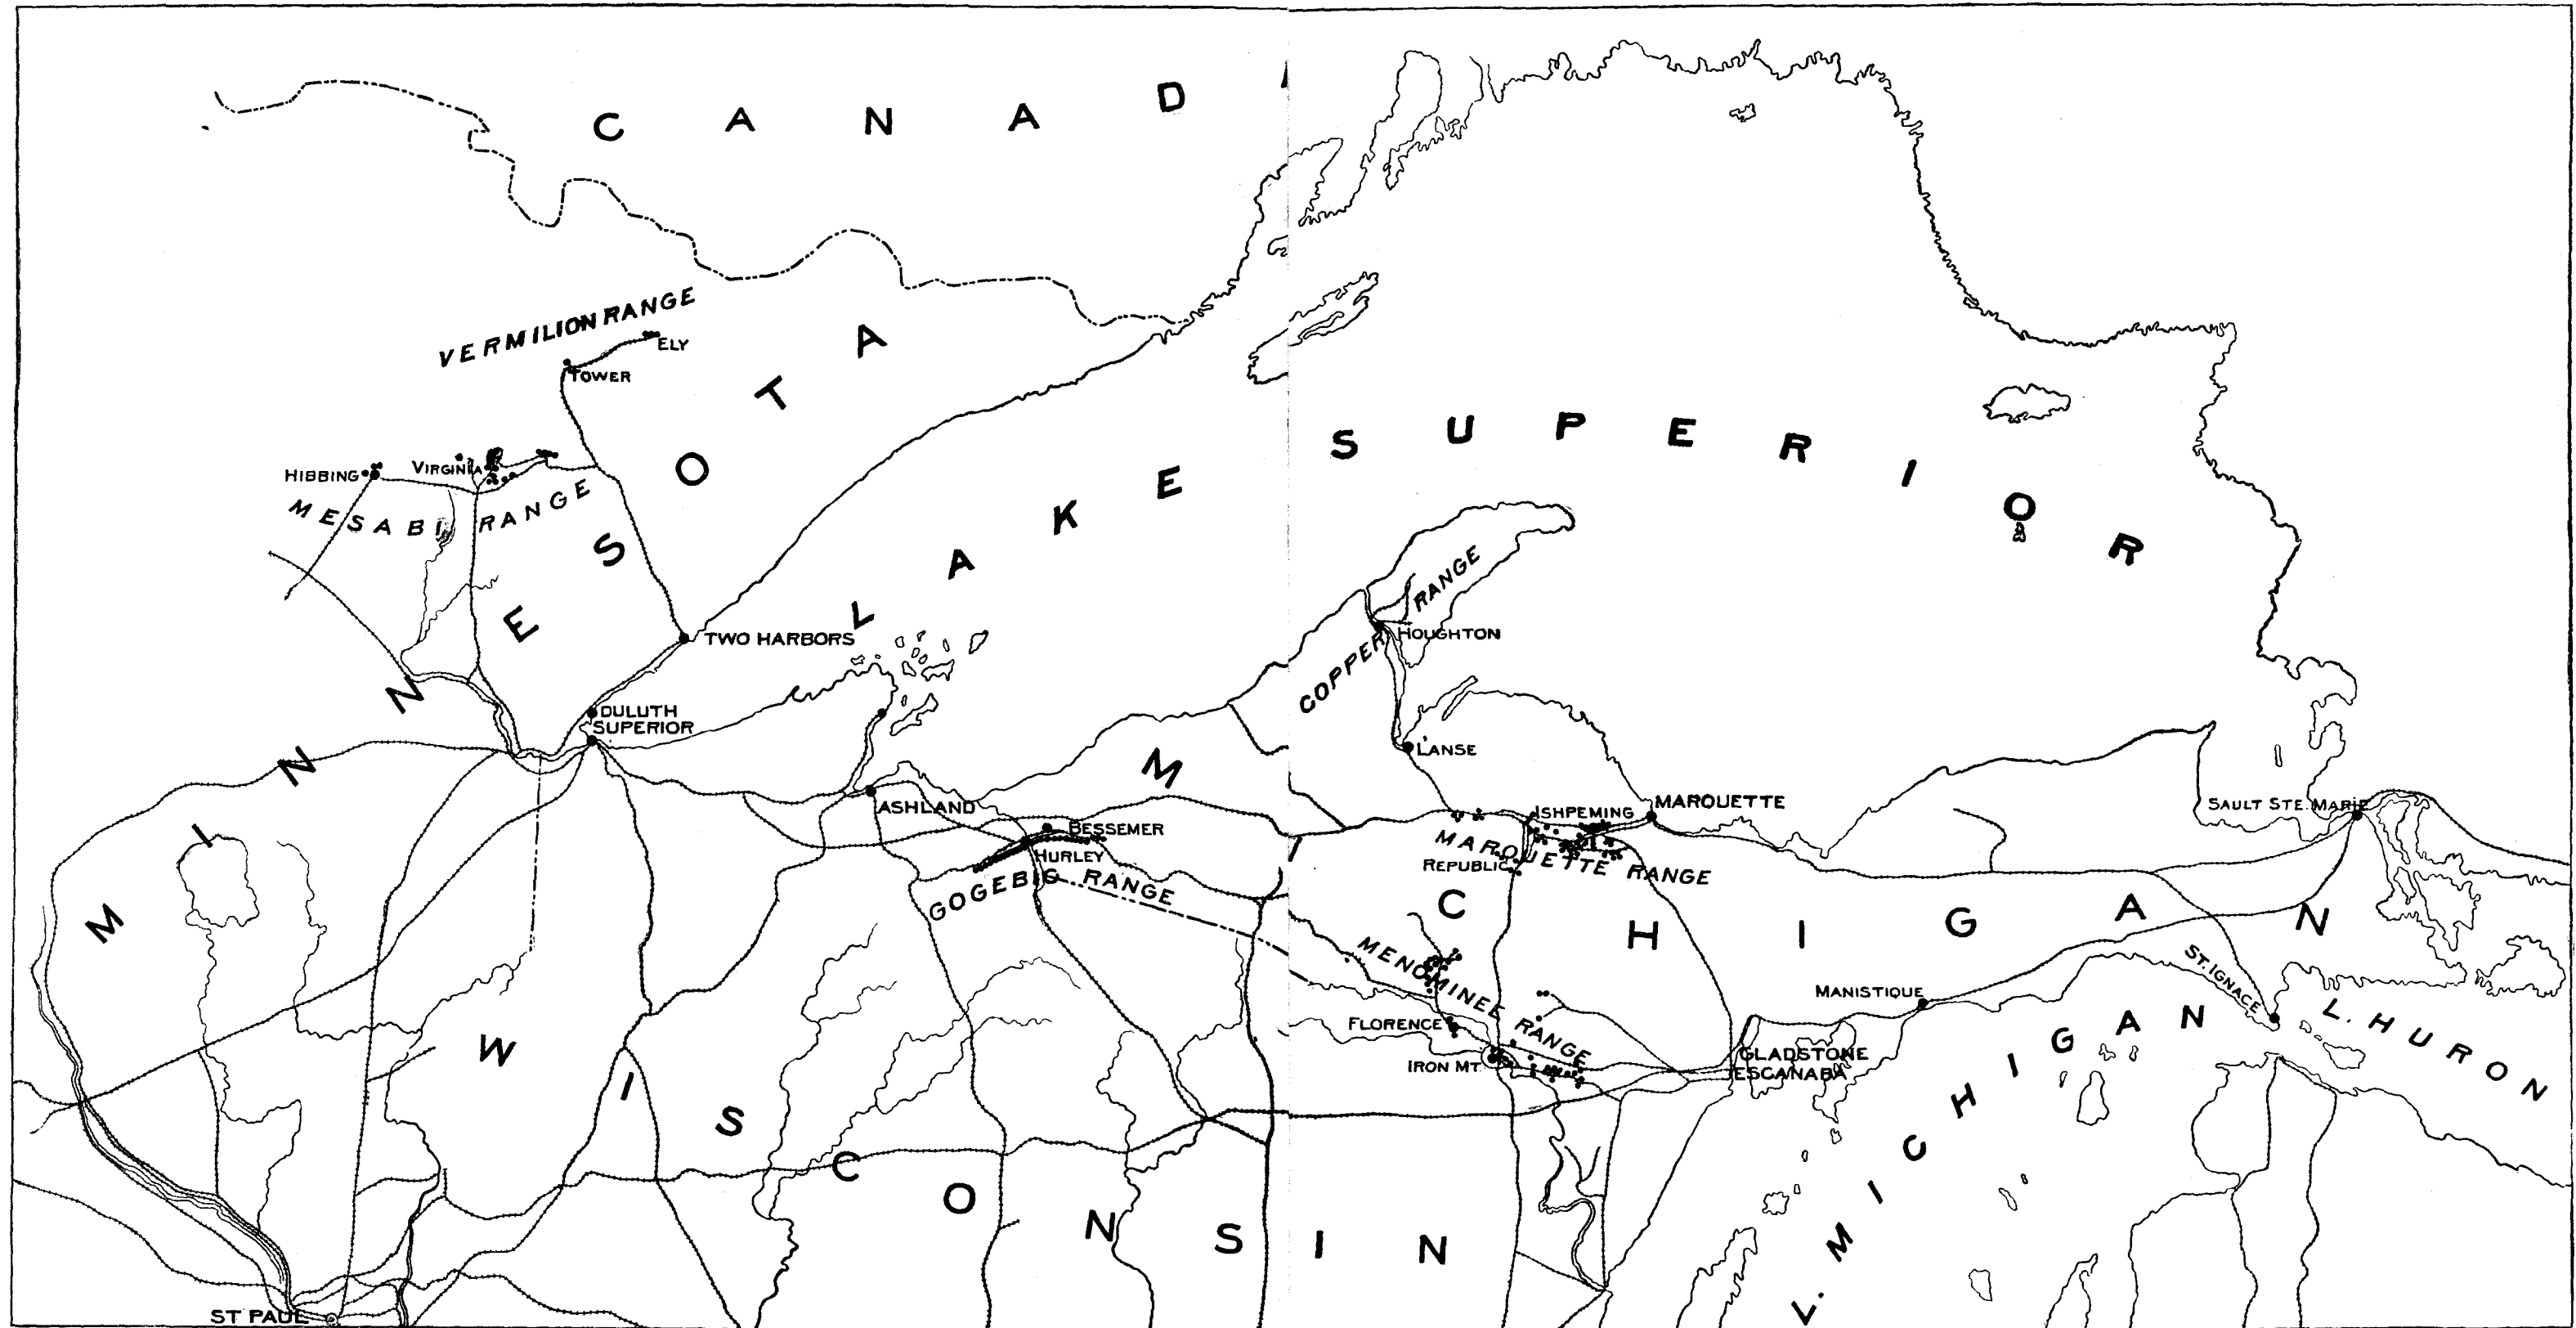 CANADA
VERMILION RANGE
ELY
TOWER
HIBBING
VIRGINIA
MESABI RANGE
MINNESOTA
LAKE SUPERIOR
TWO HARBORS
DULUTH
SUPERIOR
COPPER RANGE
HOUGHTON
L'ANSE
ASHLAND
BESSEMER
HURLEY
GOGEBIC RANGE
ISHPEMING
MARQUETTE
MARQUETTE RANGE
REPUBLIC
SAULT STE. MARIE
MICHIGAN
MENOMINEE RANGE
FLORENCE
IRON MT.
MANISTIQUE
ST. IGNACE
GLADSTONE
ESCANABA
L. HURON
L. MICHIGAN
WISCONSIN
ST PAUL